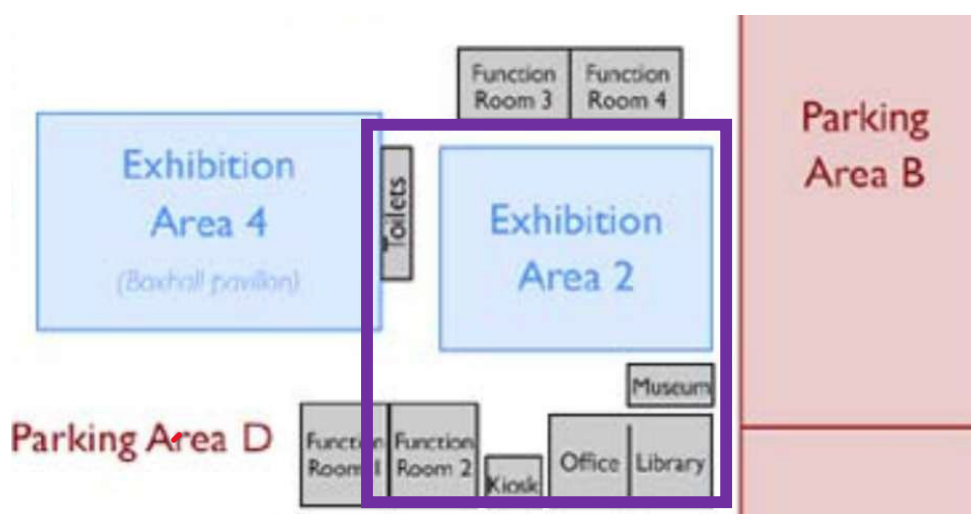 Function
Room 3
Function
Room 4
Parking
Area B
Exhibition
Area 4
(Boxhall pavilion)
Toilets
Exhibition
Area 2
Museum
Parking Area D
Function
Room 1
Function
Room 2
Kiosk
Office
Library